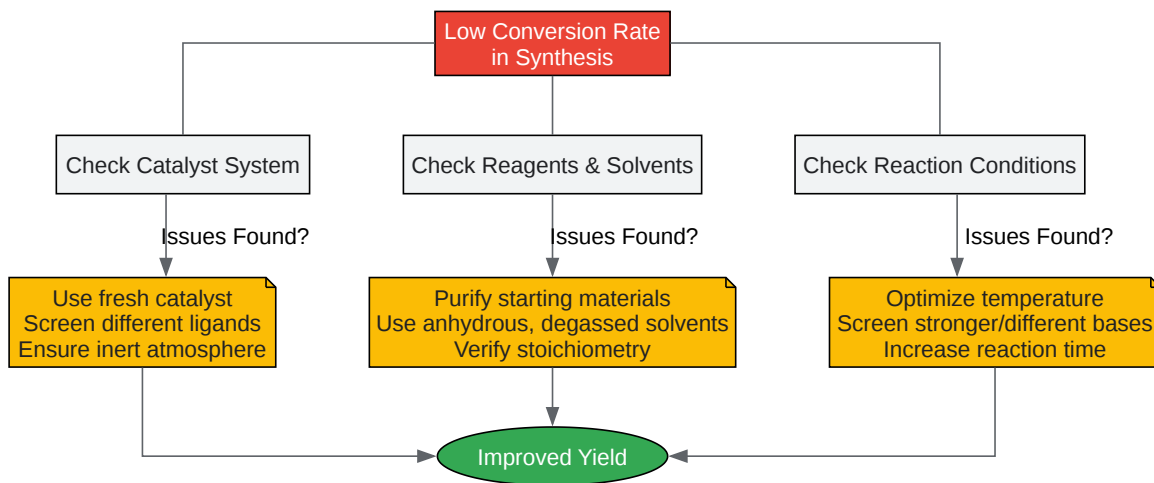 Low Conversion Rate
in Synthesis
Check Catalyst System
Check Reagents & Solvents
Check Reaction Conditions
Issues Found?
Issues Found?
Issues Found?
Use fresh catalyst
Screen different ligands
Ensure inert atmosphere
Purify starting materials
Use anhydrous, degassed solvents
Verify stoichiometry
Optimize temperature
Screen stronger/different bases
Increase reaction time
Improved Yield